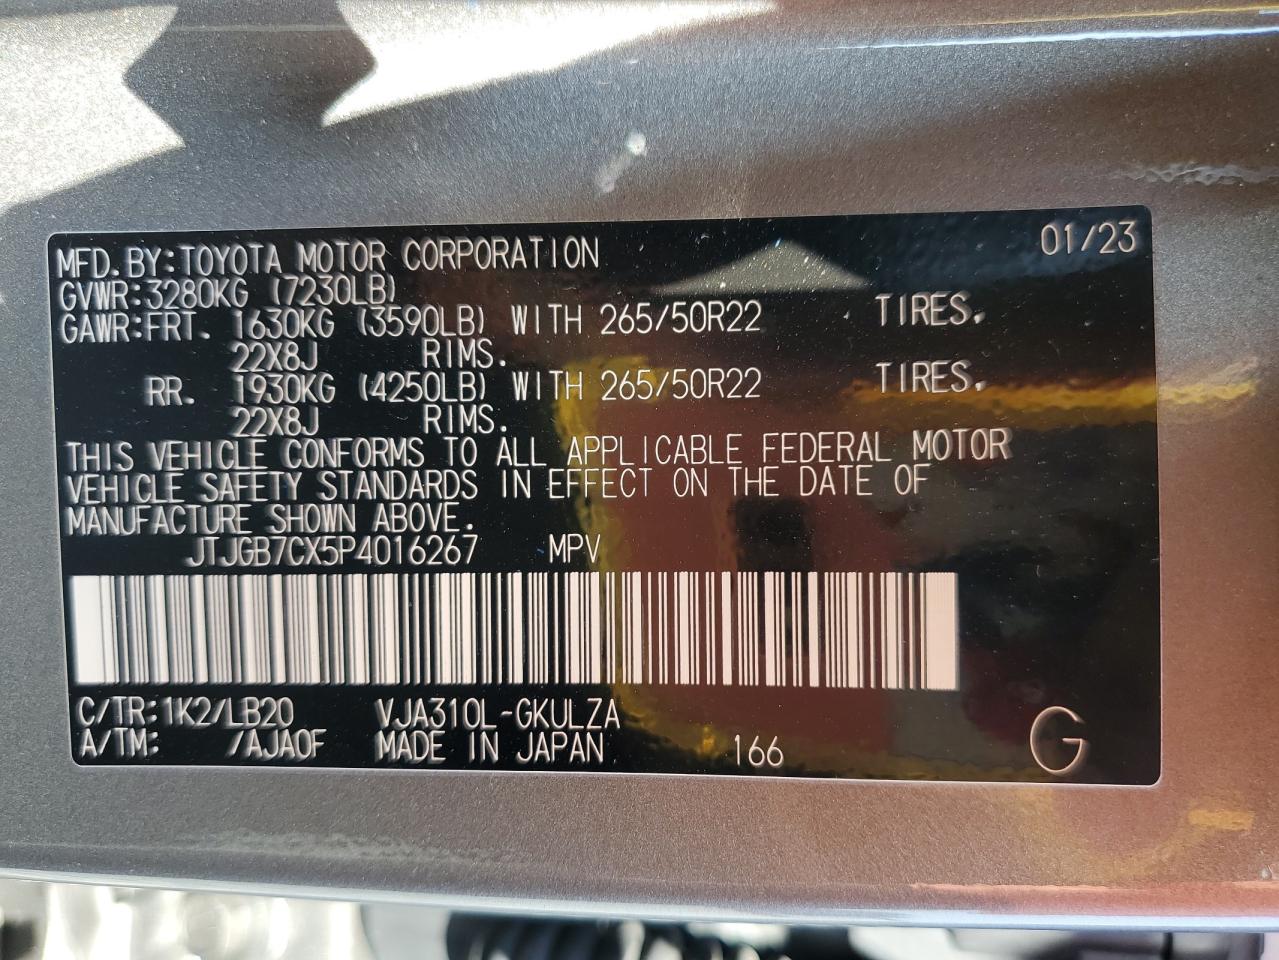 MFD.BY:TOYOTA MOTOR CORPORATION 01/23
GVWR:3280KG (7230LB)
GAWR:FRT. 1630KG (3590LB) WITH 265/50R22 TIRES.
22X8J RIMS.
RR. 1930KG (4250LB) WITH 265/50R22 TIRES.
22X8J RIMS.
THIS VEHICLE CONFORMS TO ALL APPLICABLE FEDERAL MOTOR
VEHICLE SAFETY STANDARDS IN EFFECT ON THE DATE OF
MANUFACTURE SHOWN ABOVE.
JTJGB7CX5P4016267 MPV
C/TR:1K2/LB20 VJA310L-GKULZA
A/TM: /AJA0F MADE IN JAPAN 166 G